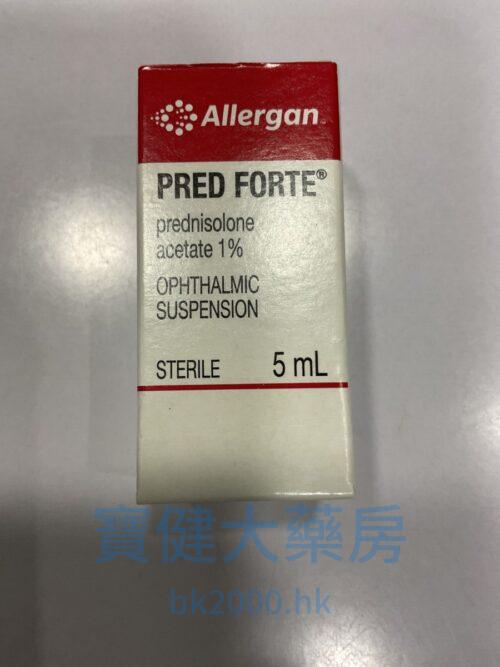 Allergan
PRED FORTE®
prednisolone
acetate 1%
OPHTHALMIC
SUSPENSION
STERILE 5 mL
寶健大藥房
bk2000.hk